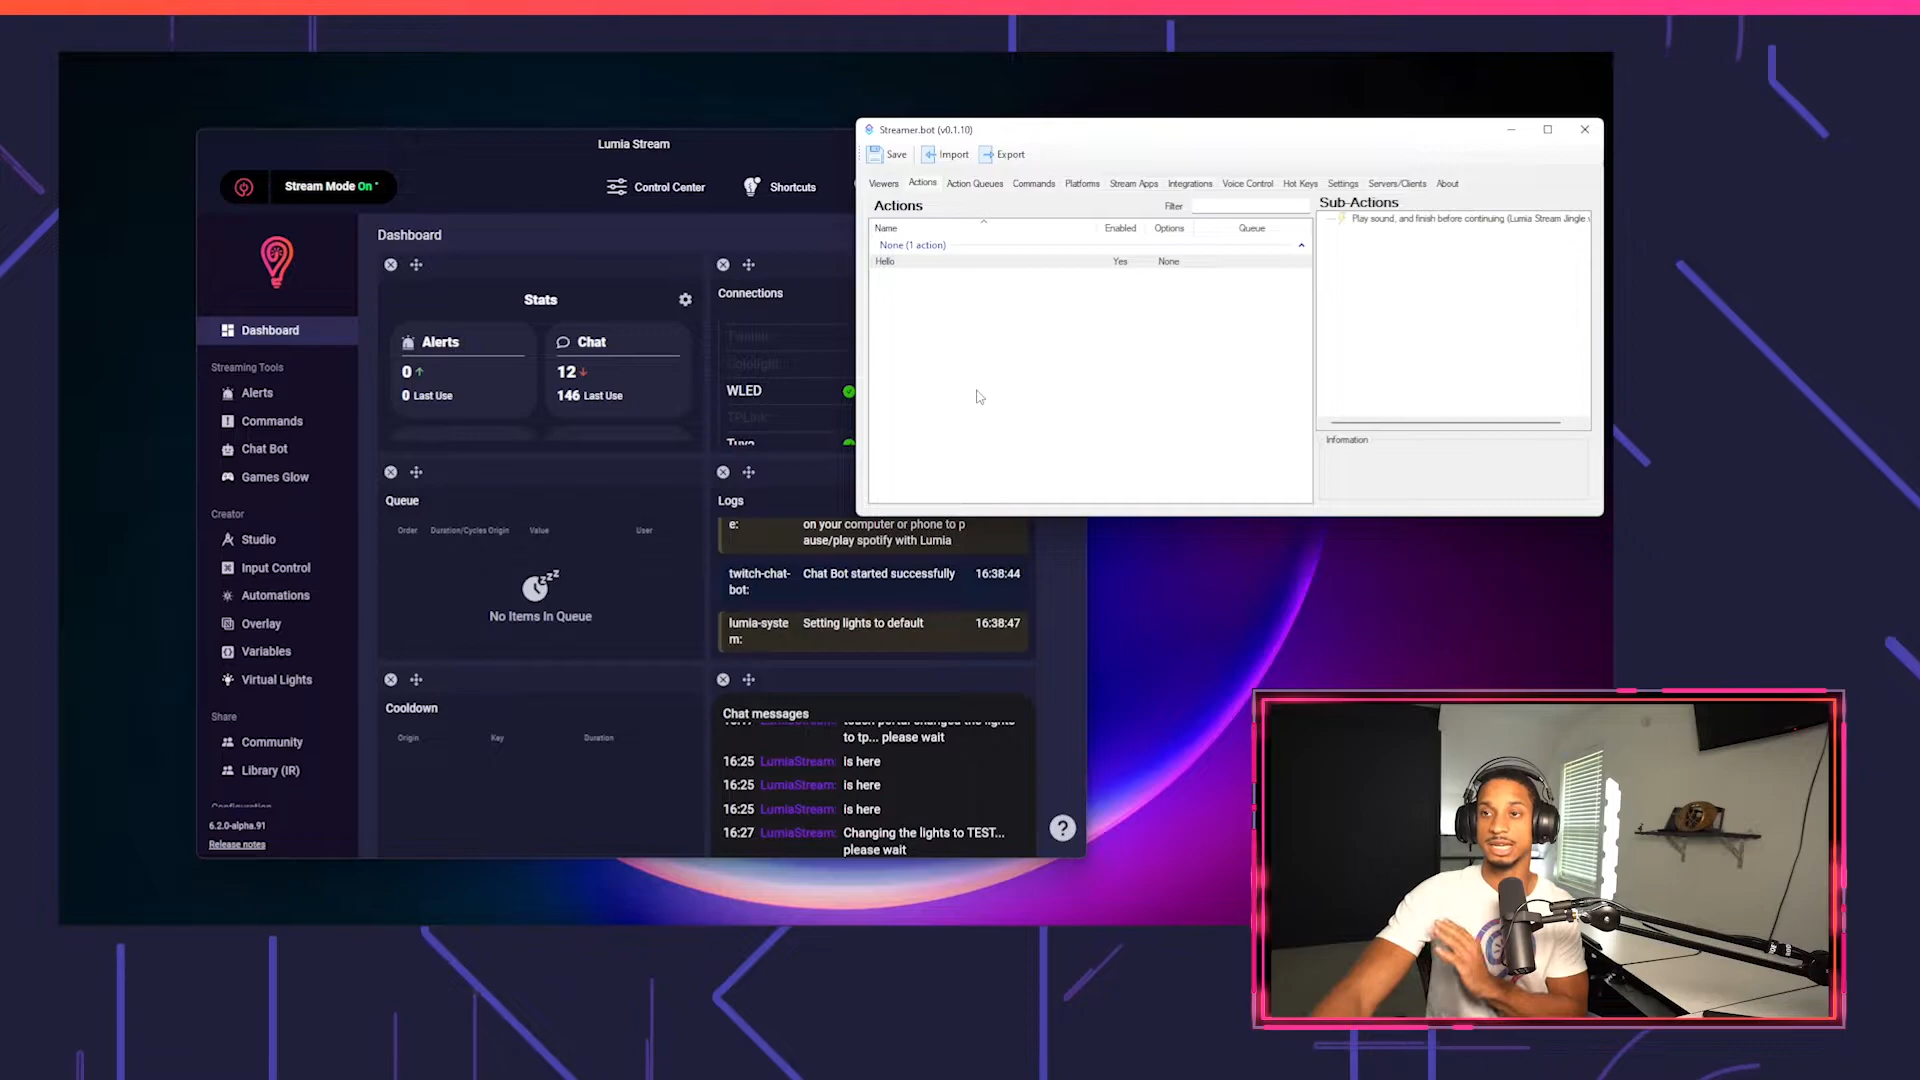 Lumia Stream
Stream Mode On
Control Center
Shortcuts
Dashboard
Streaming Tools
Alerts
Commands
Chat Bot
Games Glow
Creator
Studio
Input Control
Automations
Overlay
Variables
Virtual Lights
Share
Community
Library (IR)
Configuration
6.2.0-alpha.91
Release notes
Dashboard
Stats
Alerts
0
0 Last Use
Chat
12
146 Last Use
Connections
WLED
TPLink
Tuya
Queue
Order Duration/Cycles Origin Value User
No Items In Queue
Logs
e: on your computer or phone to p
ause/play spotify with Lumia
twitch-chat- Chat Bot started successfully 16:38:44
bot:
lumia-syste Setting lights to default 16:38:47
m:
Cooldown
Origin Key Duration
Chat messages
touch portal changed the lights
to tp... please wait
16:25 LumiaStream: is here
16:25 LumiaStream: is here
16:25 LumiaStream: is here
16:27 LumiaStream: Changing the lights to TEST...
please wait
Streamer.bot (v0.1.10)
Save Import Export
Viewers Actions Action Queues Commands Platforms Stream Apps Integrations Voice Control Hot Keys Settings Servers/Clients About
Actions
Filter
Name Enabled Options Queue
None (1 action)
Hello Yes None
Sub-Actions
Play sound, and finish before continuing (Lumia Stream Jingle
Information